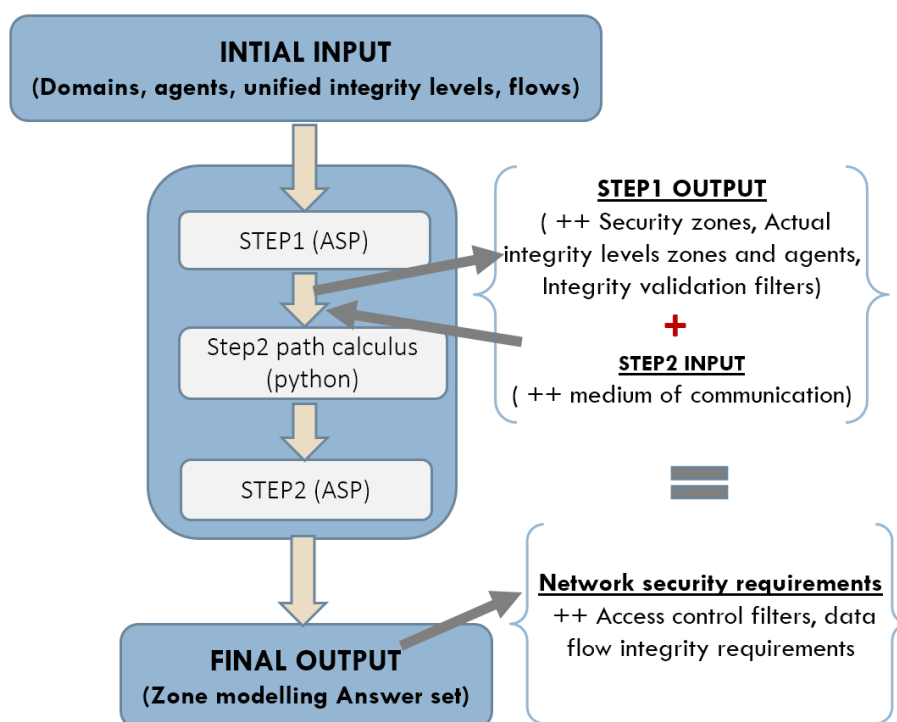 INTIAL INPUT
(Domains, agents, unified integrity levels, flows)
STEP1 (ASP)
Step2 path calculus
(python)
STEP2 (ASP)
FINAL OUTPUT
(Zone modelling Answer set)
STEP1 OUTPUT
( ++ Security zones, Actual
integrity levels zones and agents,
Integrity validation filters)
+
STEP2 INPUT
( ++ medium of communication)
=
Network security requirements
++ Access control filters, data
flow integrity requirements